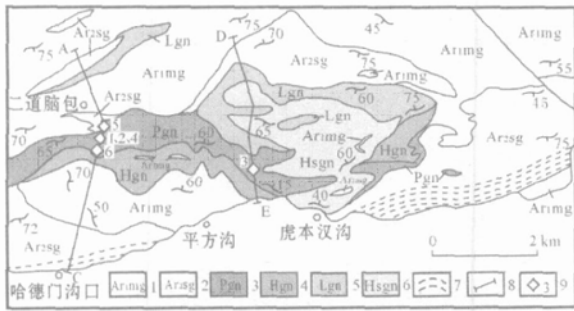 75
A
Ar2sg
Lgn
D
75
70
45
75
Ar1mg
Ar1mg
Ar1mg
55
二道脑包
Ar2sg
Lgn
60
75
45
5
1,2,4
6
Pgn
60
65
Lgn
Ar1mg
Hsgn
60
Hgn
Ar2sg
70
65
70
Hgn
Ar1mg
60
3
15
Ar1mg
40
Pgn
50
Ar1mg
E
72
Ar2sg
C
平方沟
虎本汉沟
Ar1mg
0 2 km
哈德门沟口
Ar1mg 1 Ar2sg 2 Pgn 3 Hgn 4 Lgn 5 Hsgn 6 7 8 3 9